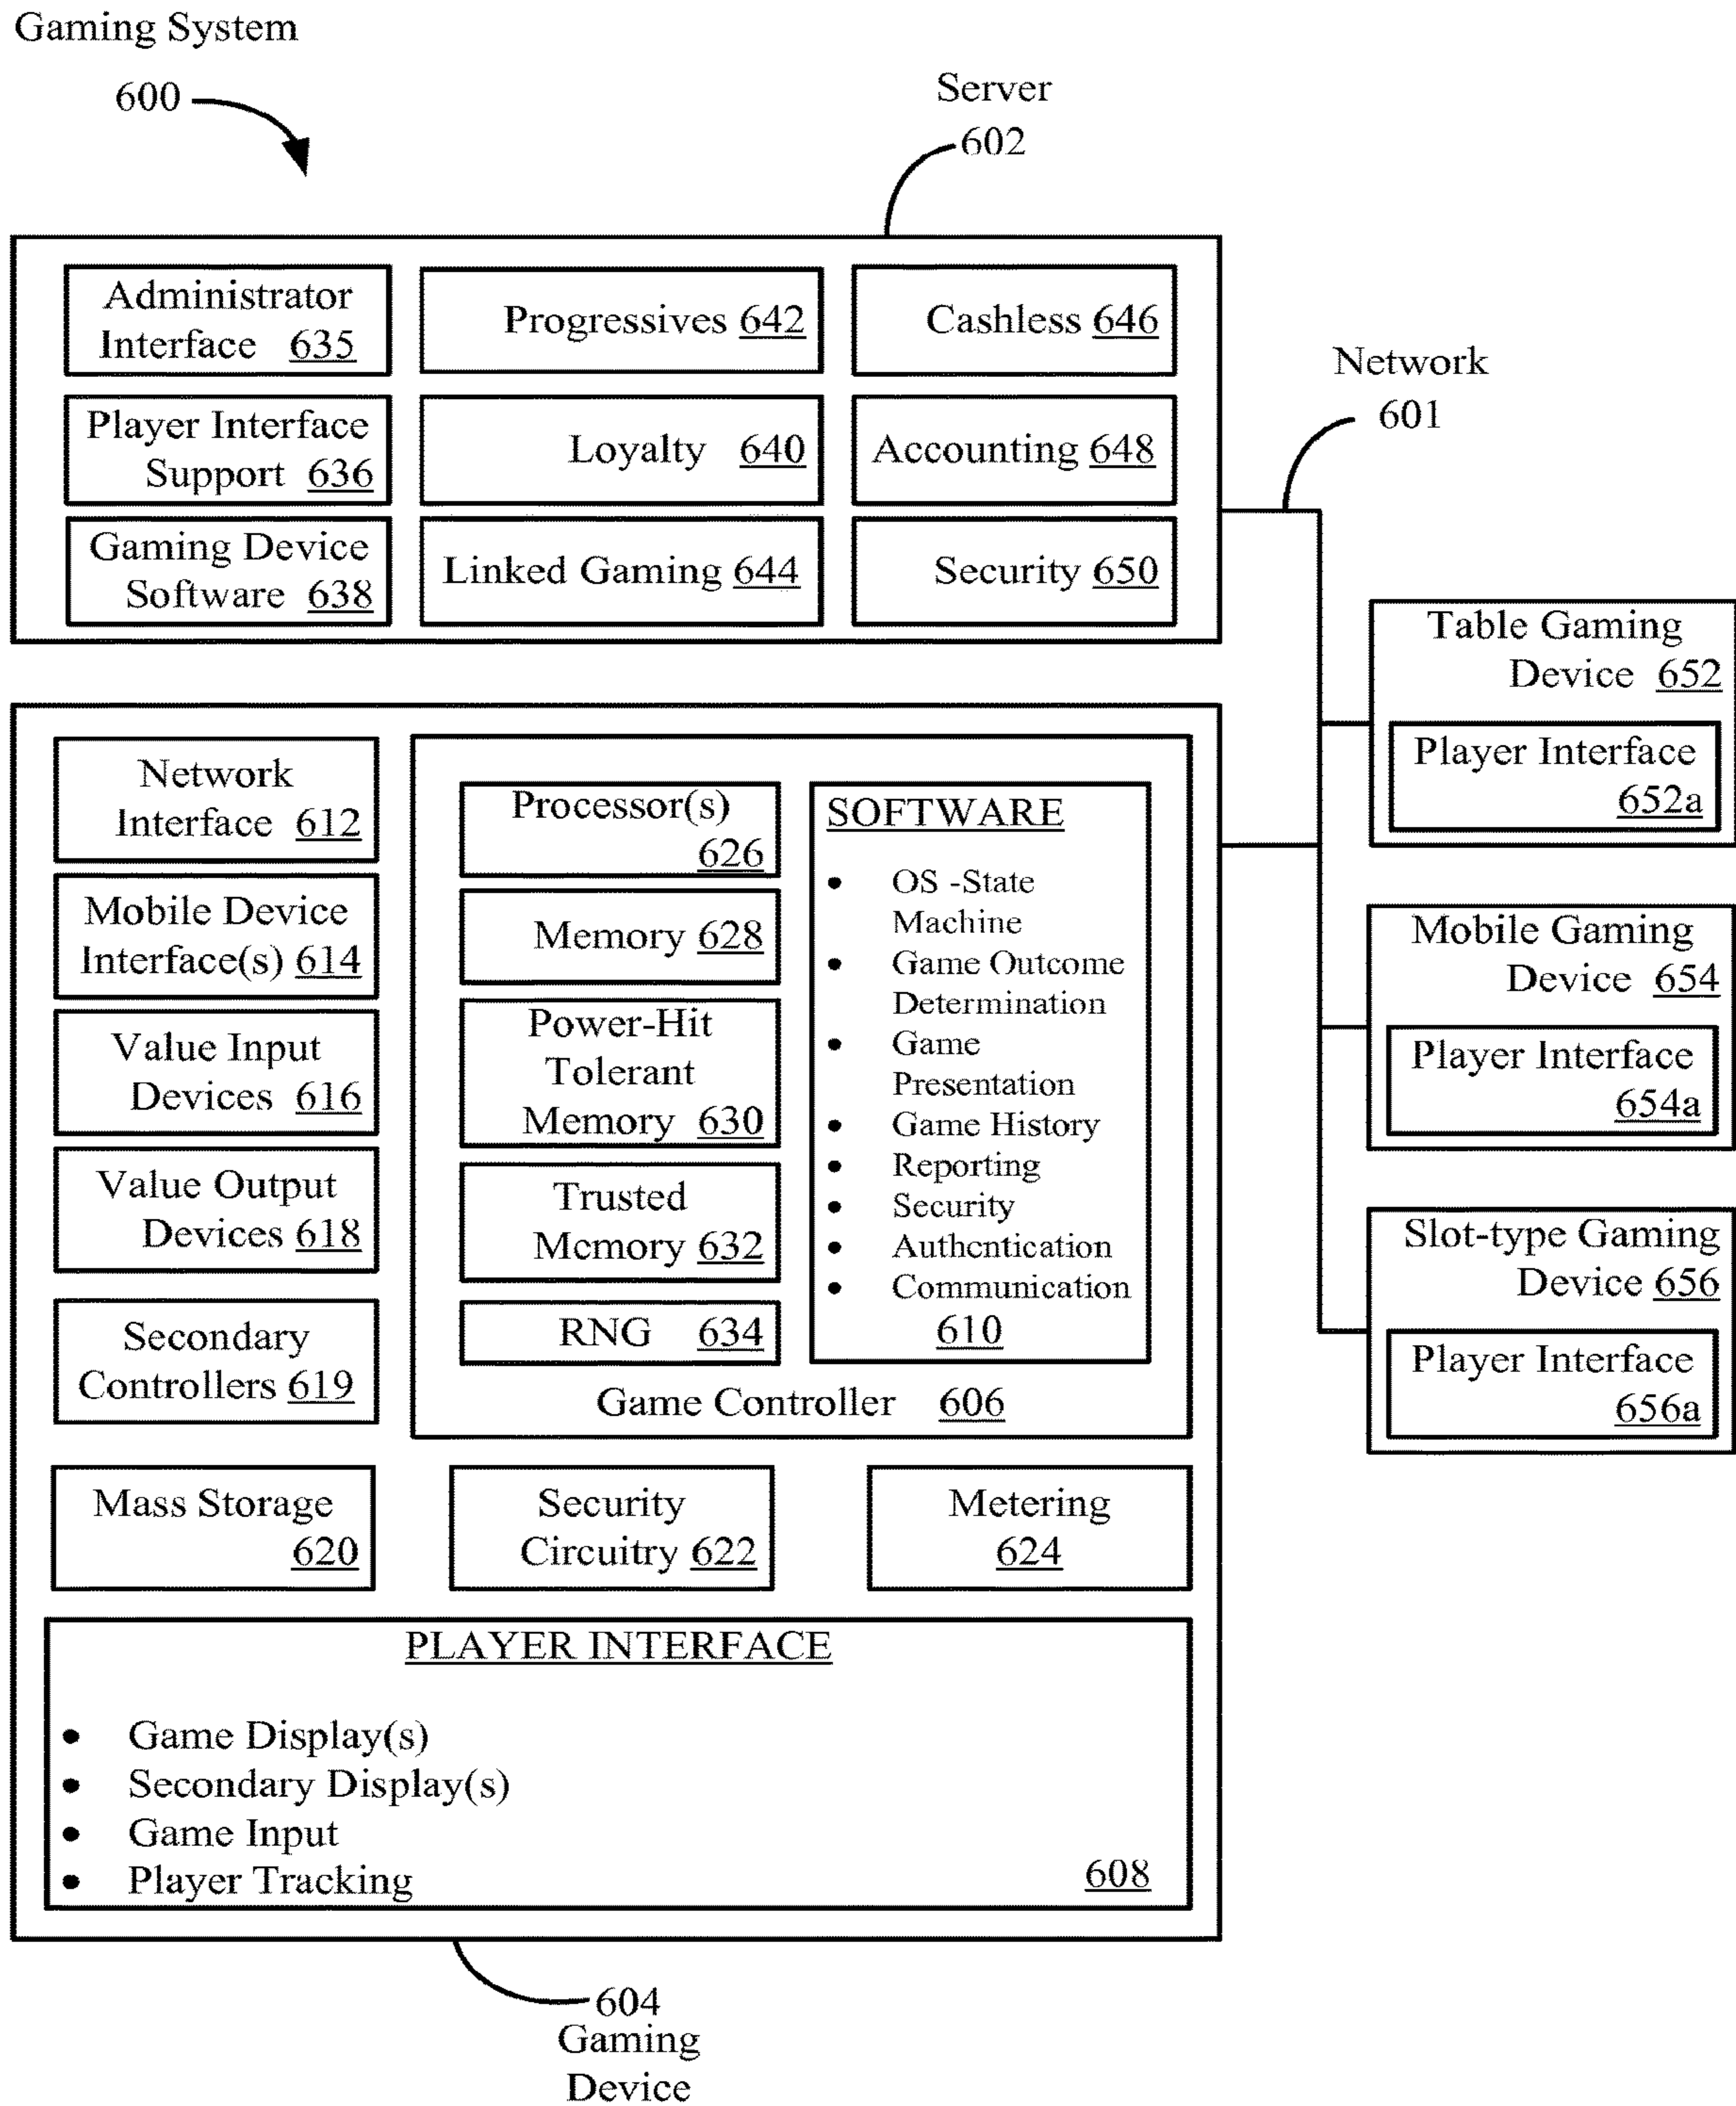 Gaming System
600
Server
602
Administrator
Interface 635
Progressives 642
Cashless 646
Player Interface
Support 636
Loyalty 640
Accounting 648
Gaming Device
Software 638
Linked Gaming 644
Security 650
Network
601
Table Gaming
Device 652
Player Interface
652a
Mobile Gaming
Device 654
Player Interface
654a
Slot-type Gaming
Device 656
Player Interface
656a
Network
Interface 612
Mobile Device
Interface(s) 614
Value Input
Devices 616
Value Output
Devices 618
Secondary
Controllers 619
Processor(s)
626
Memory 628
Power-Hit
Tolerant
Memory 630
Trusted
Memory 632
RNG 634
SOFTWARE
• OS -State
Machine
• Game Outcome
Determination
• Game
Presentation
• Game History
• Reporting
• Security
• Authentication
• Communication
610
Game Controller 606
Mass Storage
620
Security
Circuitry 622
Metering
624
PLAYER INTERFACE
• Game Display(s)
• Secondary Display(s)
• Game Input
• Player Tracking
608
604
Gaming
Device